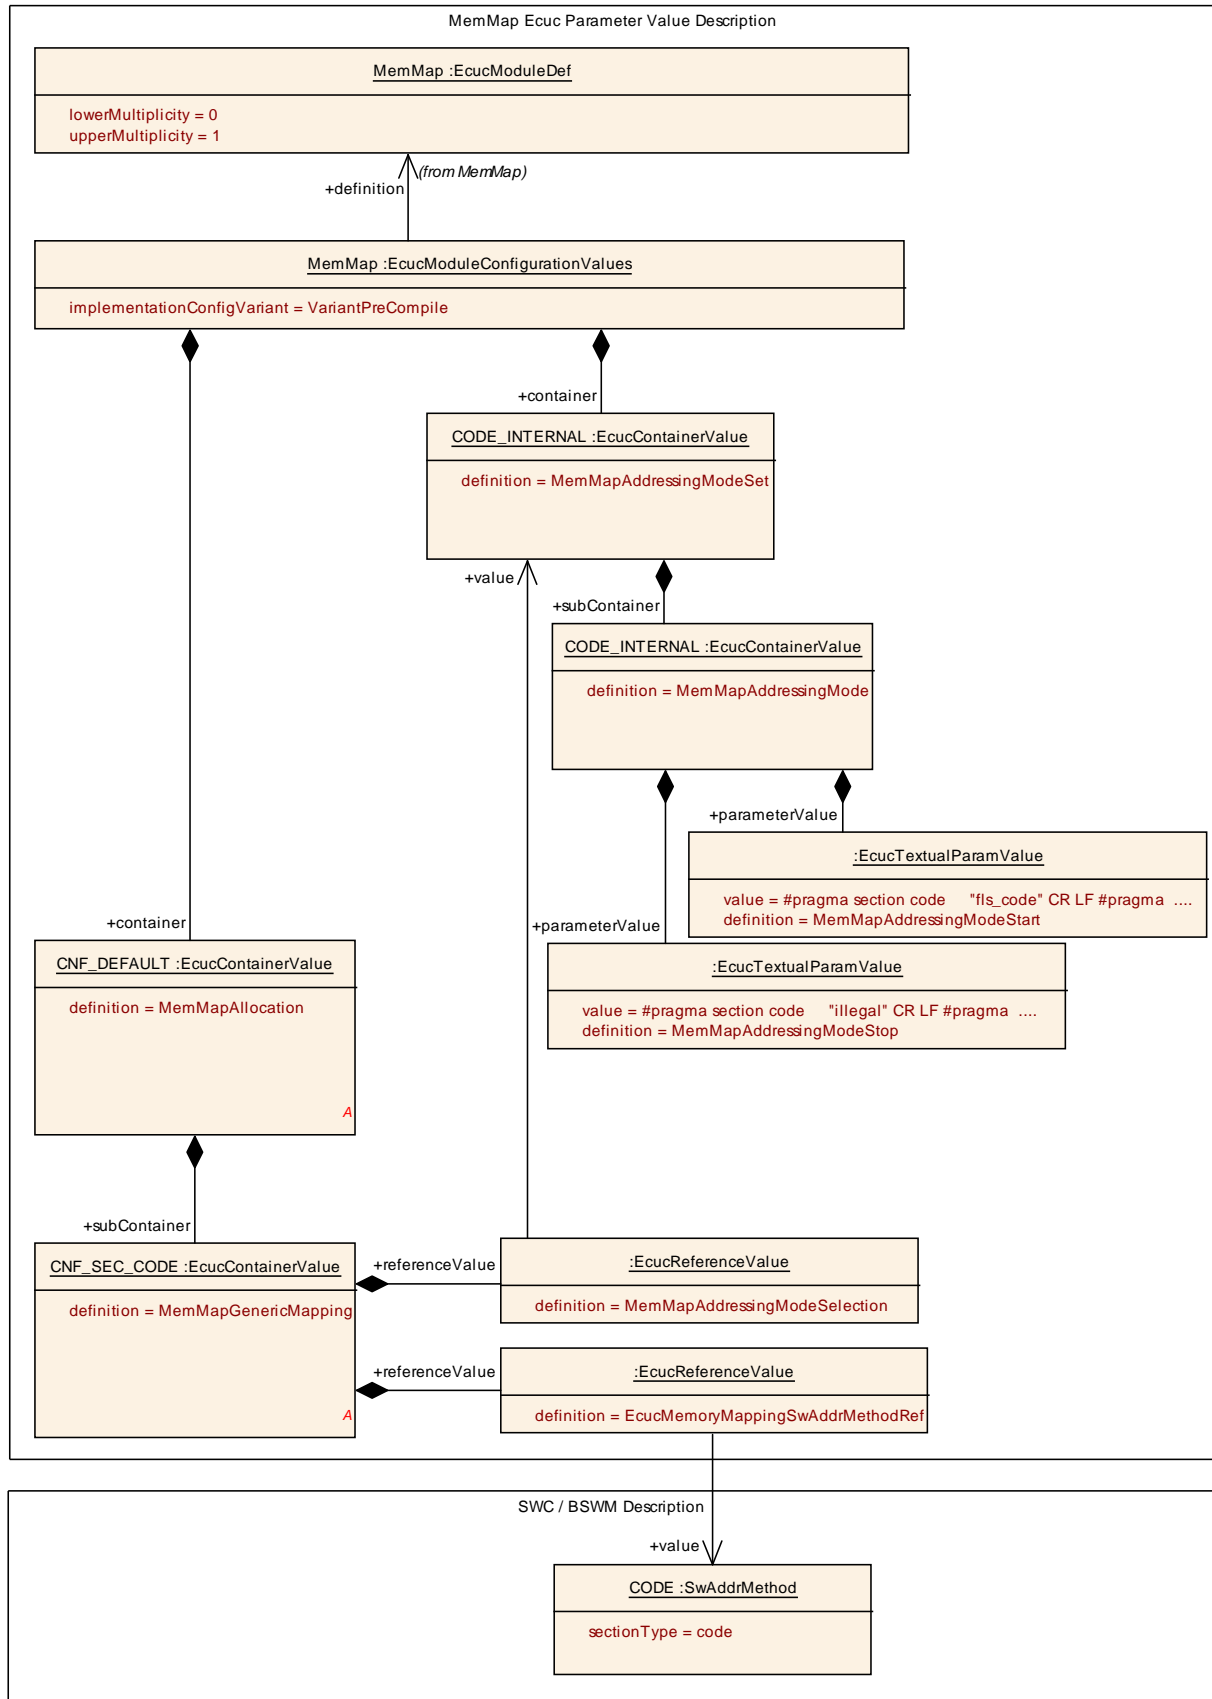 MemMap Ecuc Parameter Value Description
MemMap :EcucModuleDef
lowerMultiplicity = 0
upperMultiplicity = 1
(from MemMap)
+definition
MemMap :EcucModuleConfigurationValues
implementationConfigVariant = VariantPreCompile
+container
CODE_INTERNAL :EcucContainerValue
definition = MemMapAddressingModeSet
+value
+subContainer
CODE_INTERNAL :EcucContainerValue
definition = MemMapAddressingMode
+parameterValue
:EcucTextualParamValue
value = #pragma section code "fls_code" CR LF #pragma ....
definition = MemMapAddressingModeStart
+parameterValue
:EcucTextualParamValue
value = #pragma section code "illegal" CR LF #pragma ....
definition = MemMapAddressingModeStop
+container
CNF_DEFAULT :EcucContainerValue
definition = MemMapAllocation
A
+subContainer
CNF_SEC_CODE :EcucContainerValue
definition = MemMapGenericMapping
A
+referenceValue
:EcucReferenceValue
definition = MemMapAddressingModeSelection
+referenceValue
:EcucReferenceValue
definition = EcucMemoryMappingSwAddrMethodRef
SWC / BSWM Description
+value
CODE :SwAddrMethod
sectionType = code